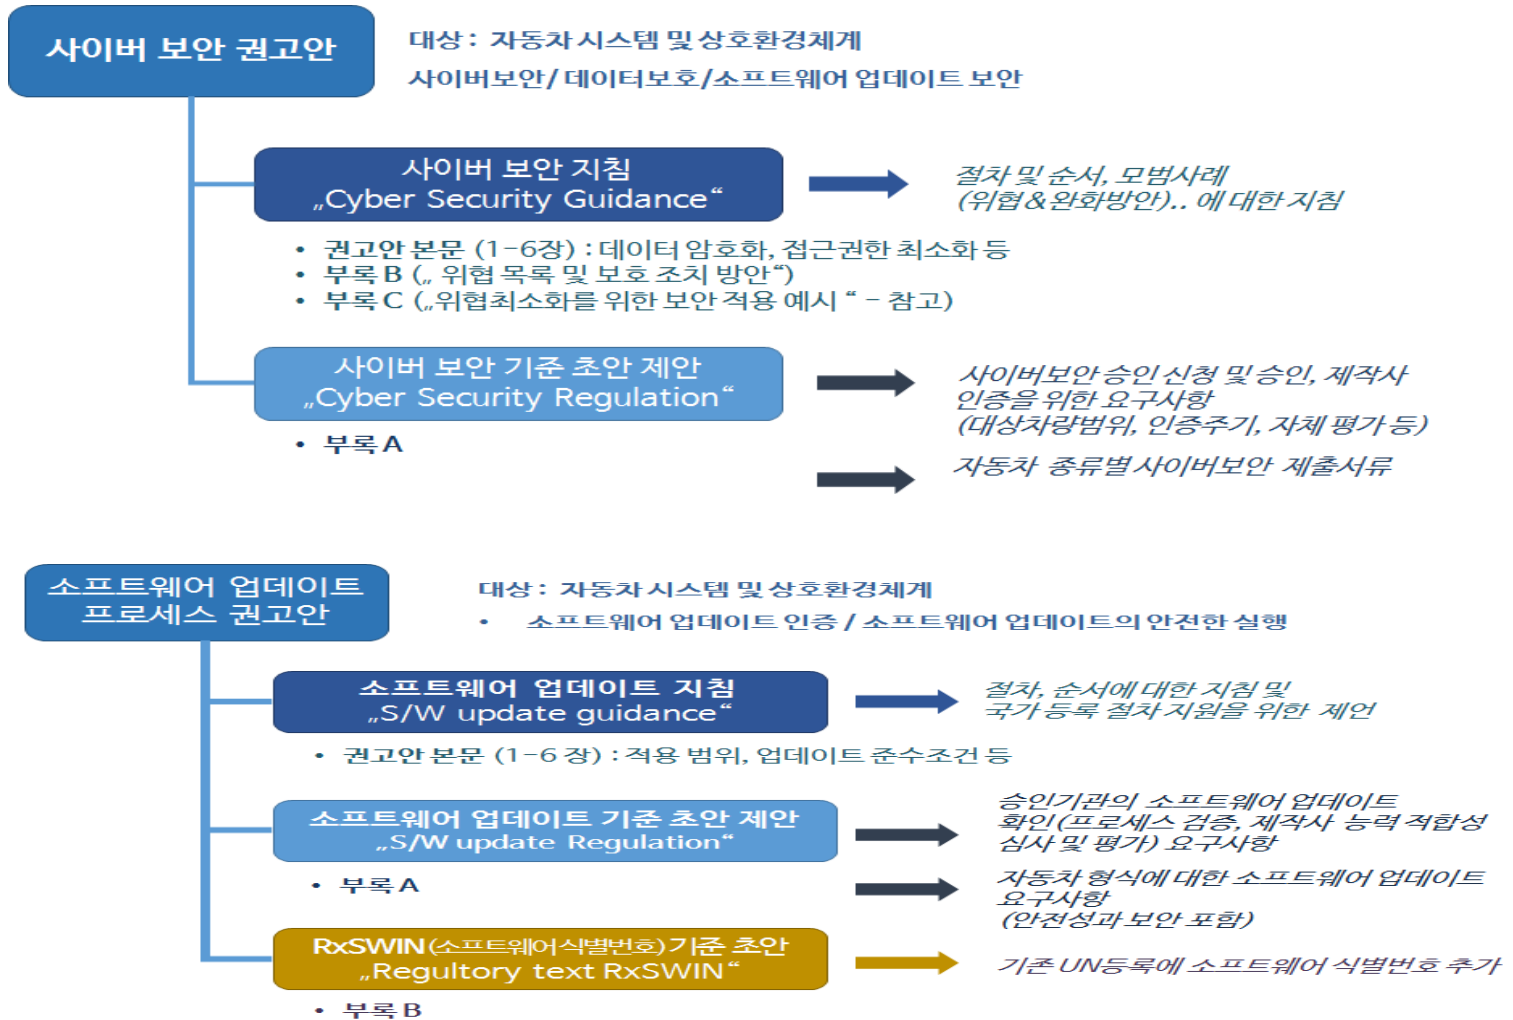 사이버 보안 권고안
대상 : 자동차 시스템 및 상호환경체계
사이버보안/ 데이터보호/소프트웨어 업데이트 보안
사이버 보안 지침
„Cyber Security Guidance“
절차 및 순서, 모범사례
(위협&완화방안).. 에 대한 지침
• 권고안 본문 (1-6장) : 데이터 암호화, 접근권한 최소화 등
• 부록 B („ 위협 목록 및 보호 조치 방안“)
• 부록 C („위협최소화를 위한 보안 적용 예시 “ - 참고)
사이버 보안 기준 초안 제안
„Cyber Security Regulation“
사이버보안 승인 신청 및 승인, 제작사
인증을 위한 요구사항
(대상차량범위, 인증주기, 자체 평가 등)
• 부록 A
자동차 종류별 사이버보안 제출서류
소프트웨어 업데이트
프로세스 권고안
대상 : 자동차 시스템 및 상호환경체계
• 소프트웨어 업데이트 인증 / 소프트웨어 업데이트의 안전한 실행
소프트웨어 업데이트 지침
„S/W update guidance“
절차, 순서에 대한 지침 및
국가 등록 절차 지원을 위한 제언
• 권고안 본문 (1-6 장) : 적용 범위, 업데이트 준수조건 등
소프트웨어 업데이트 기준 초안 제안
„S/W update Regulation“
승인기관의 소프트웨어 업데이트
확인 (프로세스 검증, 제작사 능력 적합성
심사 및 평가) 요구사항
• 부록 A
자동차 형식에 대한 소프트웨어 업데이트
요구사항
(안전성과 보안 포함)
RxSWIN (소프트웨어 식별번호) 기준 초안
„Regultory text RxSWIN“
기존 UN등록에 소프트웨어 식별번호 추가
• 부록 B